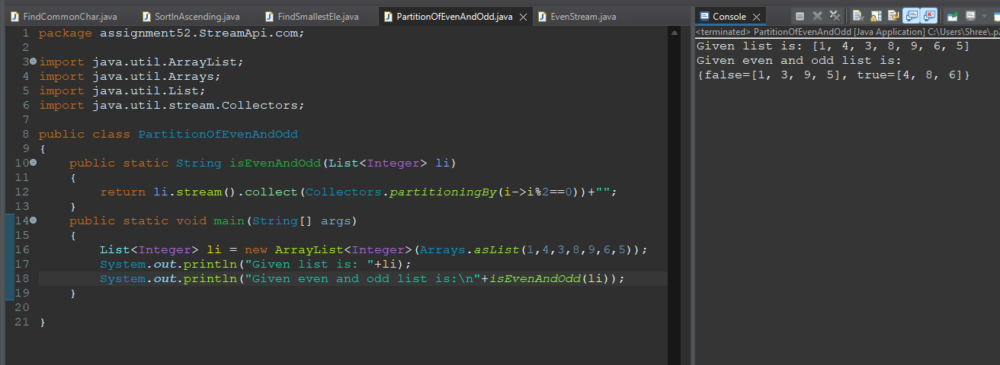 FindCommonChar.java SortInAscending.java FindSmallestEle.java PartitionOfEvenAndOdd.java EvenStream.java
1 package assignment52.StreamApi.com;
2
3 import java.util.ArrayList;
4 import java.util.Arrays;
5 import java.util.List;
6 import java.util.stream.Collectors;
7
8 public class PartitionOfEvenAndOdd
9 {
10 public static String isEvenAndOdd(List<Integer> li)
11 {
12 return li.stream().collect(Collectors.partitioningBy(i->i%2==0))+"";
13 }
14 public static void main(String[] args)
15 {
16 List<Integer> li = new ArrayList<Integer>(Arrays.asList(1,4,3,8,9,6,5));
17 System.out.println("Given list is: "+li);
18 System.out.println("Given even and odd list is:\n"+isEvenAndOdd(li));
19 }
20
21 }
Console
<terminated> PartitionOfEvenAndOdd [Java Application] C:\Users\Shree\.p
Given list is: [1, 4, 3, 8, 9, 6, 5]
Given even and odd list is:
{false=[1, 3, 9, 5], true=[4, 8, 6]}